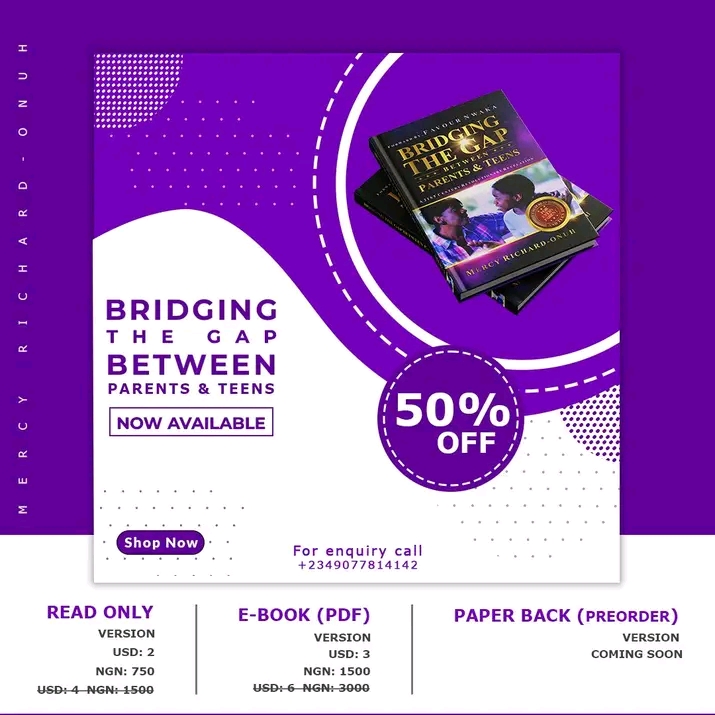 MERCY RICHARD-ONUH
FAVOUR NWAKA
BRIDGING
THE GAP
BETWEEN
PARENTS & TEENS
MERCY RICHARD-ONUH
BRIDGING
THE GAP
BETWEEN
PARENTS & TEENS
NOW AVAILABLE
50%
OFF
Shop Now
For enquiry call
+2349077814142
READ ONLY
VERSION
USD: 2
NGN: 750
USD: 4 NGN: 1500
E-BOOK (PDF)
VERSION
USD: 3
NGN: 1500
USD: 6 NGN: 3000
PAPER BACK (PREORDER)
VERSION
COMING SOON